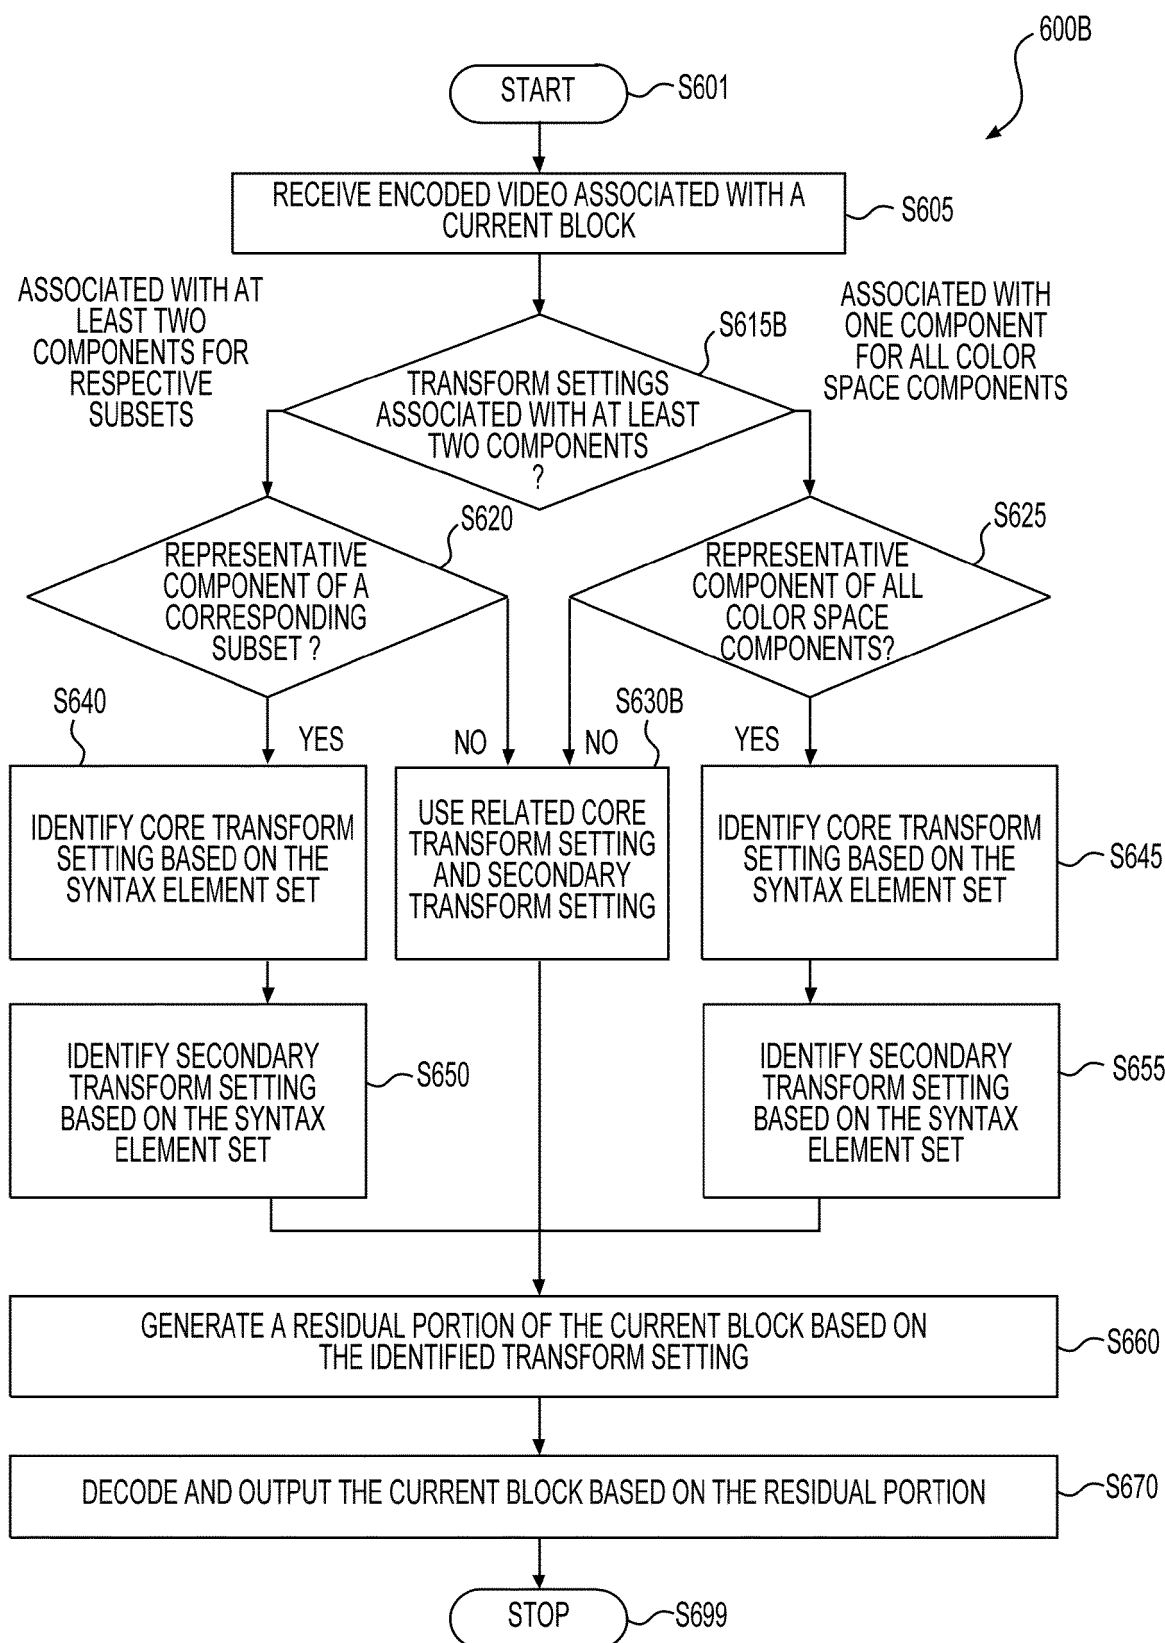 600B
START
S601
RECEIVE ENCODED VIDEO ASSOCIATED WITH A
CURRENT BLOCK
S605
ASSOCIATED WITH AT
LEAST TWO
COMPONENTS FOR
RESPECTIVE
SUBSETS
S615B
ASSOCIATED WITH
ONE COMPONENT
FOR ALL COLOR
SPACE COMPONENTS
TRANSFORM SETTINGS
ASSOCIATED WITH AT LEAST
TWO COMPONENTS
?
S620
REPRESENTATIVE
COMPONENT OF A
CORRESPONDING
SUBSET ?
S625
REPRESENTATIVE
COMPONENT OF ALL
COLOR SPACE
COMPONENTS?
S640
YES
NO
S630B
NO
YES
IDENTIFY CORE TRANSFORM
SETTING BASED ON THE
SYNTAX ELEMENT SET
USE RELATED CORE
TRANSFORM SETTING
AND SECONDARY
TRANSFORM SETTING
IDENTIFY CORE TRANSFORM
SETTING BASED ON THE
SYNTAX ELEMENT SET
S645
IDENTIFY SECONDARY
TRANSFORM SETTING
BASED ON THE SYNTAX
ELEMENT SET
S650
IDENTIFY SECONDARY
TRANSFORM SETTING
BASED ON THE SYNTAX
ELEMENT SET
S655
GENERATE A RESIDUAL PORTION OF THE CURRENT BLOCK BASED ON
THE IDENTIFIED TRANSFORM SETTING
S660
DECODE AND OUTPUT THE CURRENT BLOCK BASED ON THE RESIDUAL PORTION
S670
STOP
S699